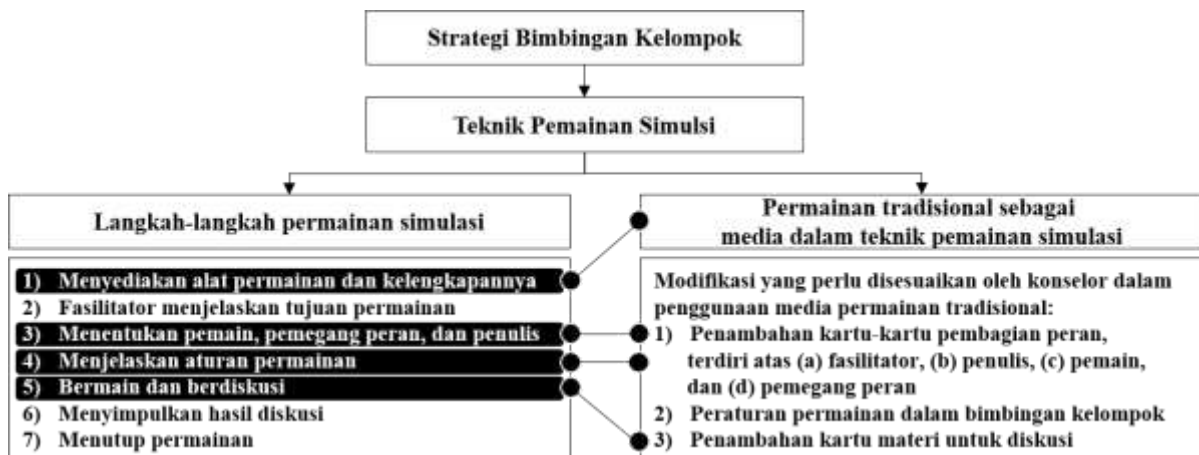 Strategi Bimbingan Kelompok
Teknik Pemainan Simulsi
Langkah-langkah permainan simulasi
1) Menyediakan alat permainan dan kelengkapannya
2) Fasilitator menjelaskan tujuan permainan
3) Menentukan pemain, pemegang peran, dan penulis
4) Menjelaskan aturan permainan
5) Bermain dan berdiskusi
6) Menyimpulkan hasil diskusi
7) Menutup permainan
Permainan tradisional sebagai
media dalam teknik pemainan simulasi
Modifikasi yang perlu disesuaikan oleh konselor dalam
penggunaan media permainan tradisional:
1) Penambahan kartu-kartu pembagian peran,
terdiri atas (a) fasilitator, (b) penulis, (c) pemain,
dan (d) pemegang peran
2) Peraturan permainan dalam bimbingan kelompok
3) Penambahan kartu materi untuk diskusi